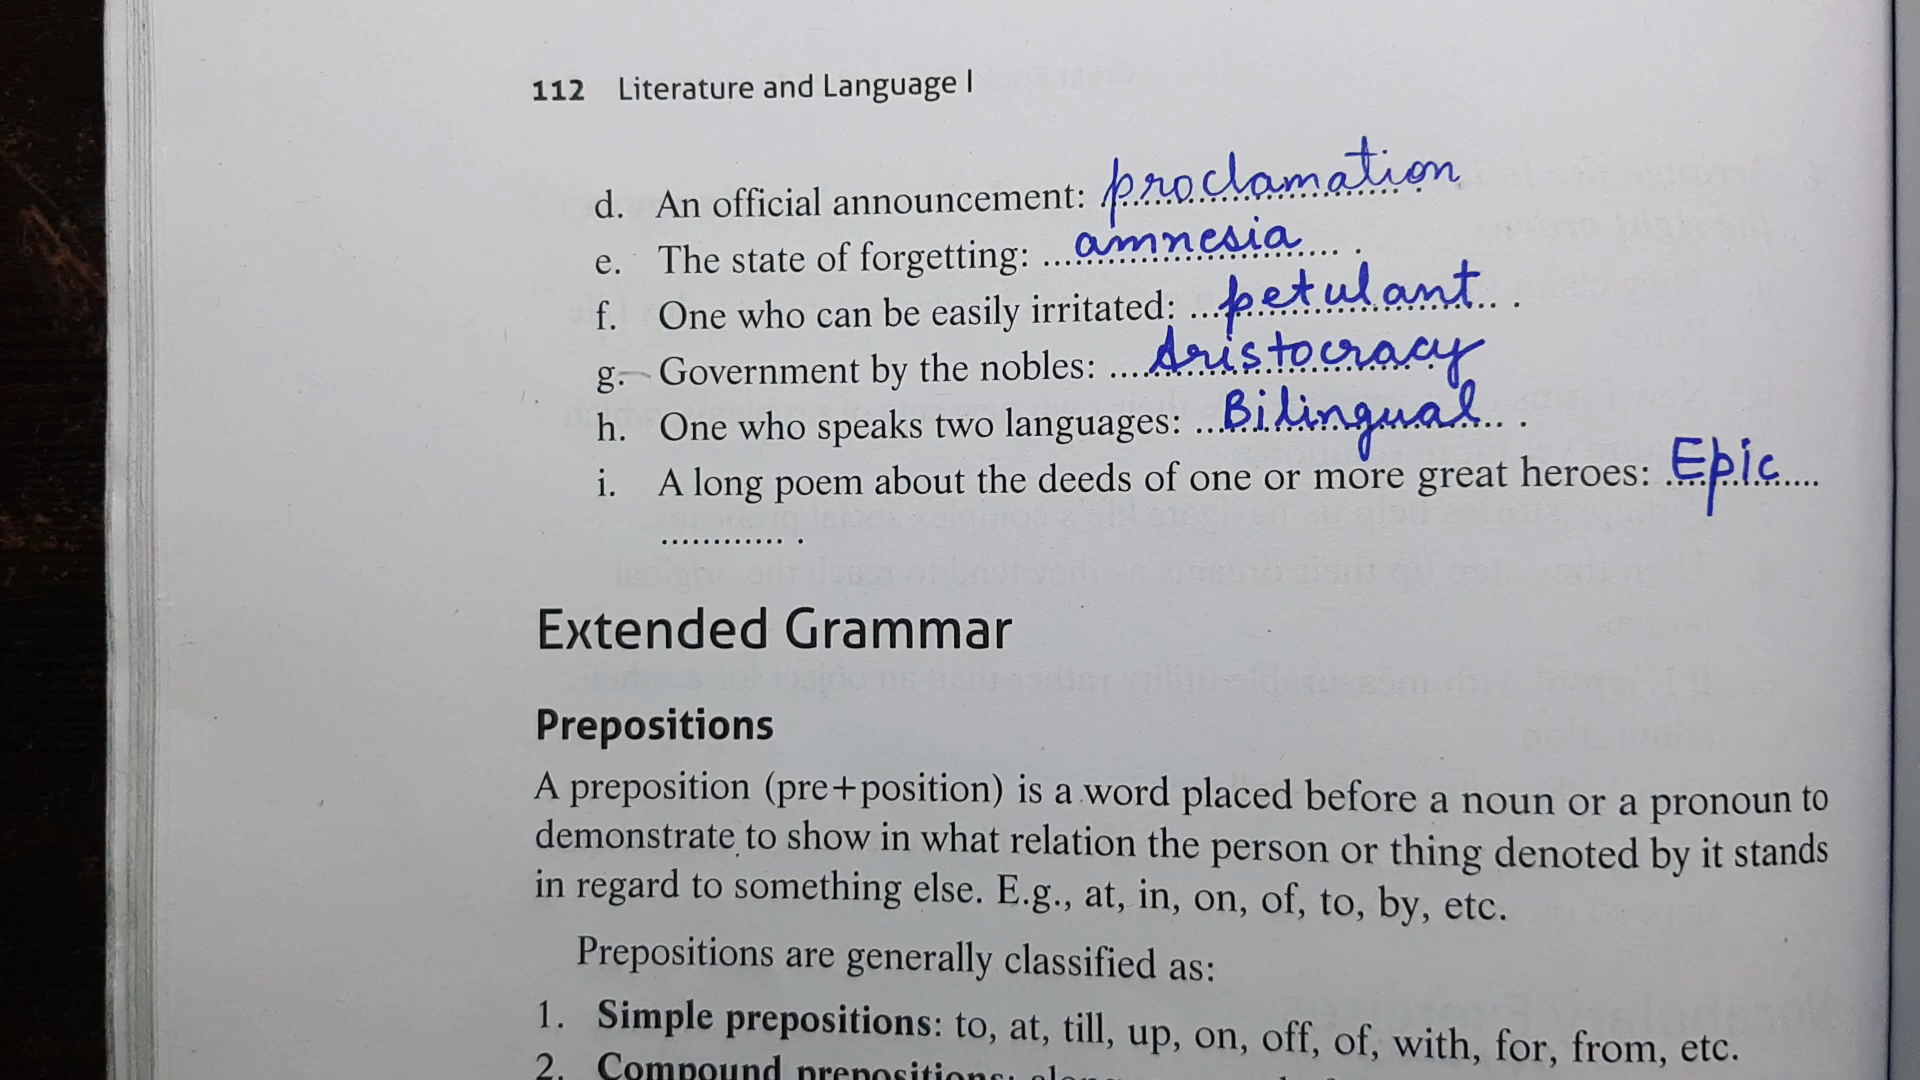 112 Literature and Language I
d. An official announcement: proclamation
e. The state of forgetting: ...amnesia... .
f. One who can be easily irritated: ...petulant... .
g. Government by the nobles: ....Aristocracy
h. One who speaks two languages: ...Bilingual... .
i. A long poem about the deeds of one or more great heroes: Epic....
............ .
Extended Grammar
Prepositions
A preposition (pre+position) is a word placed before a noun or a pronoun to
demonstrate to show in what relation the person or thing denoted by it stands
in regard to something else. E.g., at, in, on, of, to, by, etc.
Prepositions are generally classified as:
1. Simple prepositions: to, at, till, up, on, off, of, with, for, from, etc.
2. Compound prepositions: